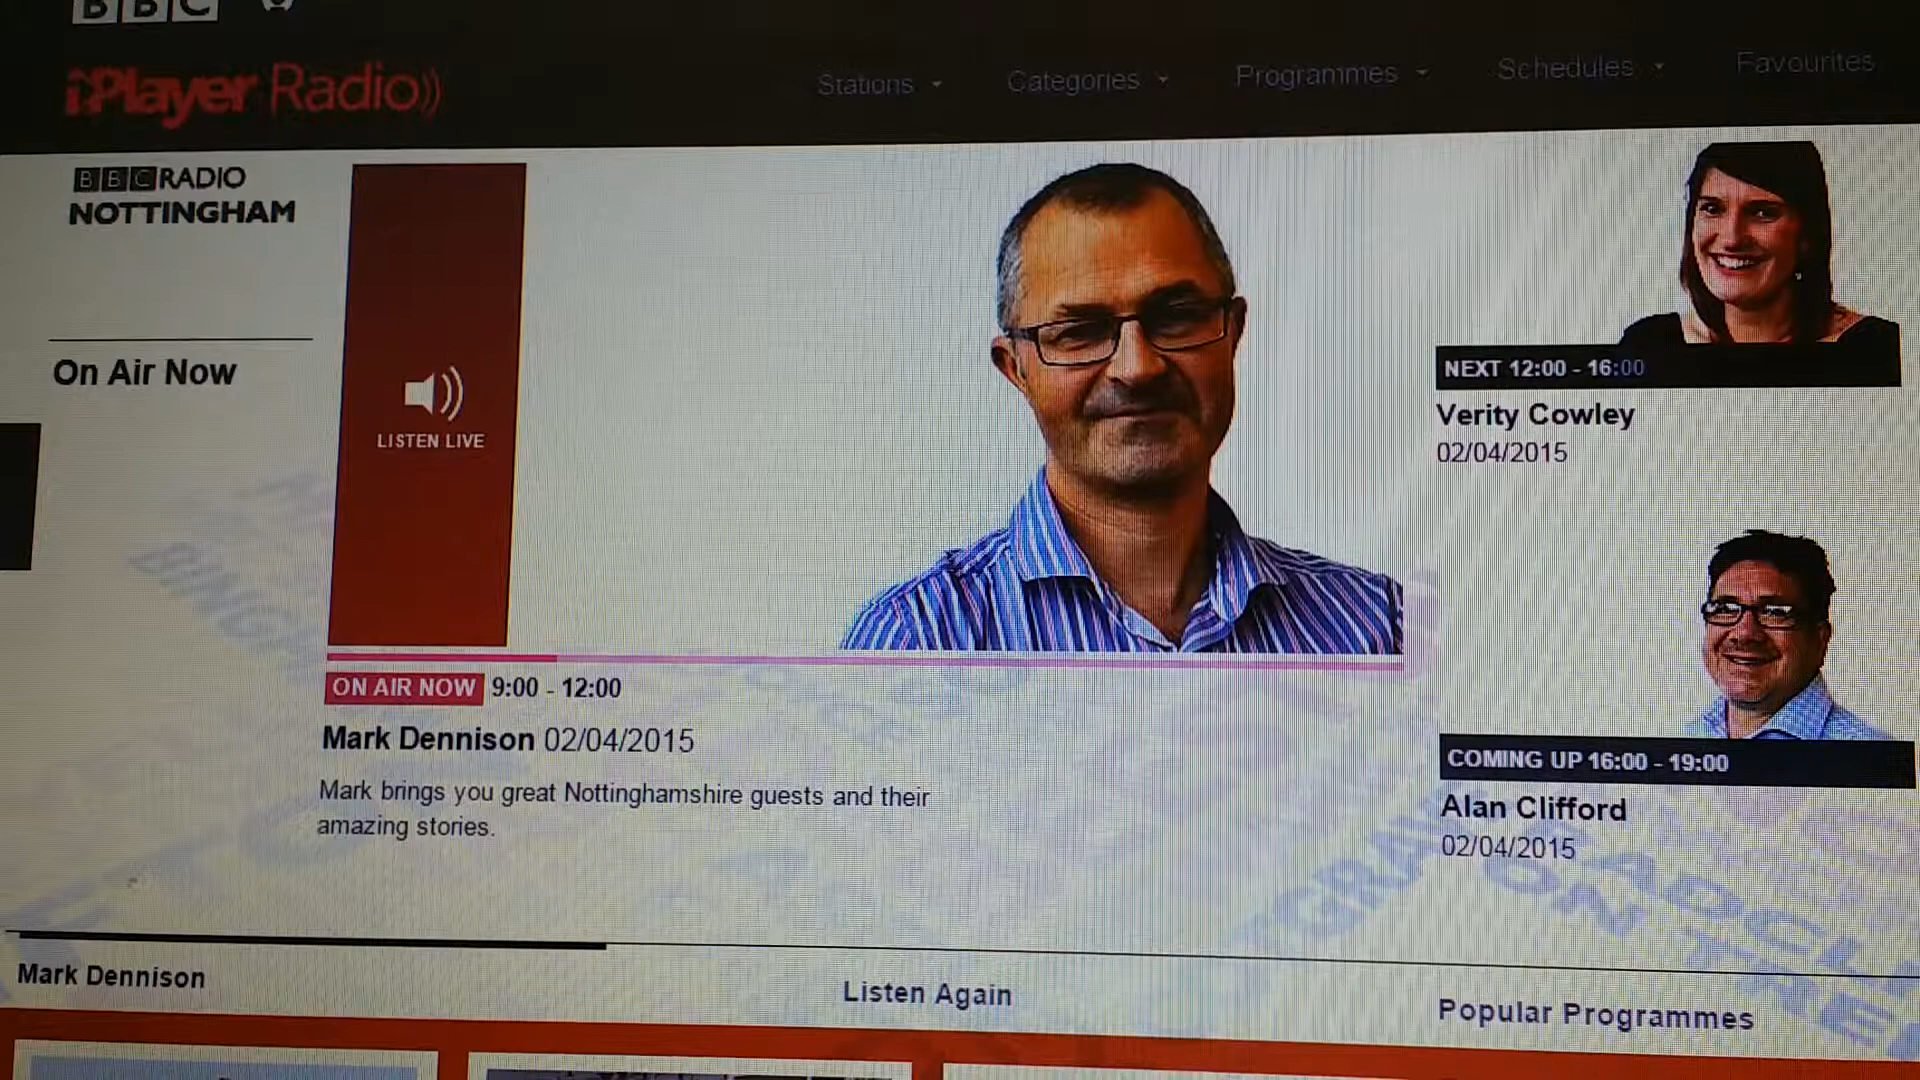 BBC
iPlayer Radio
Stations
Categories
Programmes
Schedules
Favourites
BBC RADIO
NOTTINGHAM
On Air Now
LISTEN LIVE
ON AIR NOW 9:00 - 12:00
Mark Dennison 02/04/2015
Mark brings you great Nottinghamshire guests and their
amazing stories.
NEXT 12:00 - 16:00
Verity Cowley
02/04/2015
COMING UP 16:00 - 19:00
Alan Clifford
02/04/2015
ON TRE
Mark Dennison
Listen Again
Popular Programmes